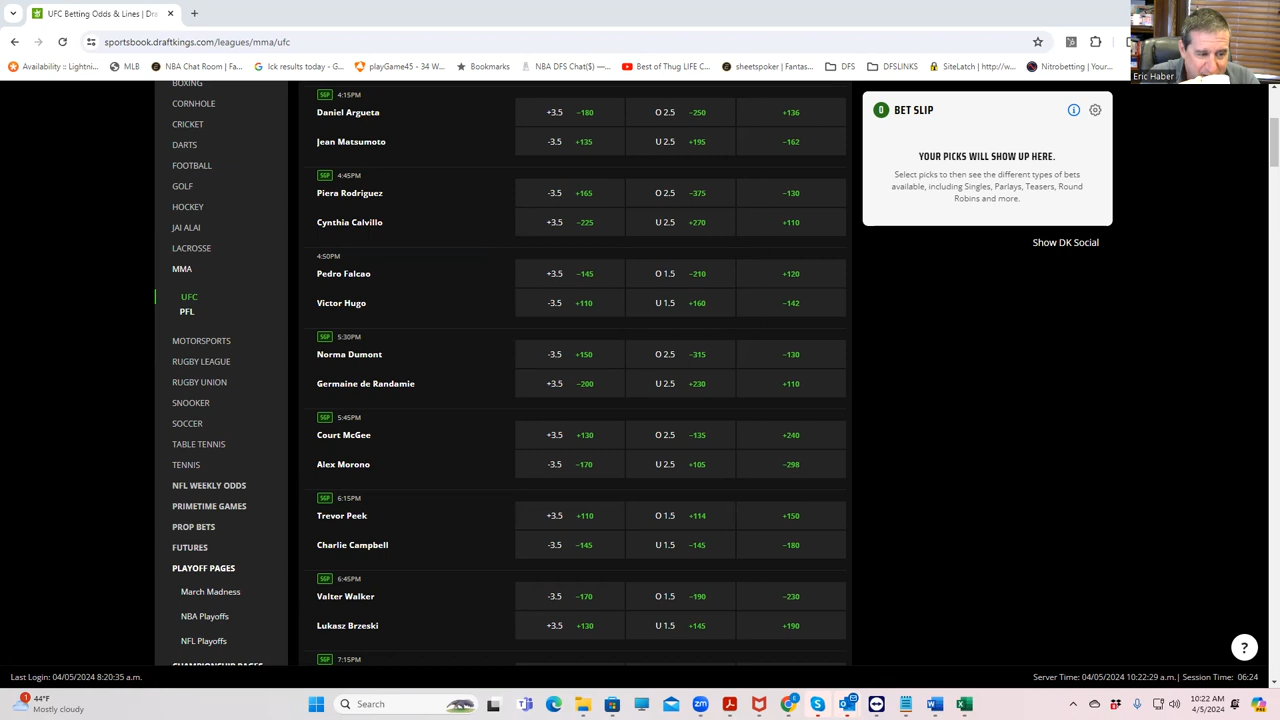 UFC Betting Odds & Lines | Dre
sportsbook.draftkings.com/leagues/mma/ufc
Availability :: Lightni...
MLB
NBA Chat Room | Fa...
Ick results today - G...
playGame45 - 34 W...
Bookmarks
NBA DFS Chat($) -...
Best of Thug LIFE C...
sheetspoker | Fantas...
DFS
DFSLINKS
SiteLatch | (WWW....
Nitrobetting | Your...
Eric Haber
BOXING
CORNHOLE
CRICKET
DARTS
FOOTBALL
GOLF
HOCKEY
JAI ALAI
LACROSSE
MMA
UFC
PFL
MOTORSPORTS
RUGBY LEAGUE
RUGBY UNION
SNOOKER
SOCCER
TABLE TENNIS
TENNIS
NFL WEEKLY ODDS
PRIMETIME GAMES
PROP BETS
FUTURES
PLAYOFF PAGES
March Madness
NBA Playoffs
NFL Playoffs
CHAMPIONSHIP PAGES
SGP 4:15PM
Daniel Argueta +3.5 −180 O 2.5 −250 +136
Jean Matsumoto -3.5 +135 U 2.5 +195 −162
SGP 4:45PM
Piera Rodriguez -3.5 +165 O 2.5 −375 −130
Cynthia Calvillo +3.5 −225 U 2.5 +270 +110
4:50PM
Pedro Falcao +3.5 −145 O 1.5 −210 +120
Victor Hugo -3.5 +110 U 1.5 +160 −142
SGP 5:30PM
Norma Dumont -3.5 +150 O 2.5 −315 −130
Germaine de Randamie +3.5 −200 U 2.5 +230 +110
SGP 5:45PM
Court McGee +3.5 +130 O 2.5 −135 +240
Alex Morono -3.5 −170 U 2.5 +105 −298
SGP 6:15PM
Trevor Peek +3.5 +110 O 1.5 +114 +150
Charlie Campbell -3.5 −145 U 1.5 −145 −180
SGP 6:45PM
Valter Walker -3.5 −170 O 1.5 −190 −230
Lukasz Brzeski +3.5 +130 U 1.5 +145 +190
SGP 7:15PM
0 BET SLIP
YOUR PICKS WILL SHOW UP HERE.
Select picks to then see the different types of bets
available, including Singles, Parlays, Teasers, Round
Robins and more.
Show DK Social
?
Last Login: 04/05/2024 8:20:35 a.m.
Server Time: 04/05/2024 10:22:29 a.m.| Session Time: 06:24
1
44°F
Mostly cloudy
Search
10:22 AM
4/5/2024